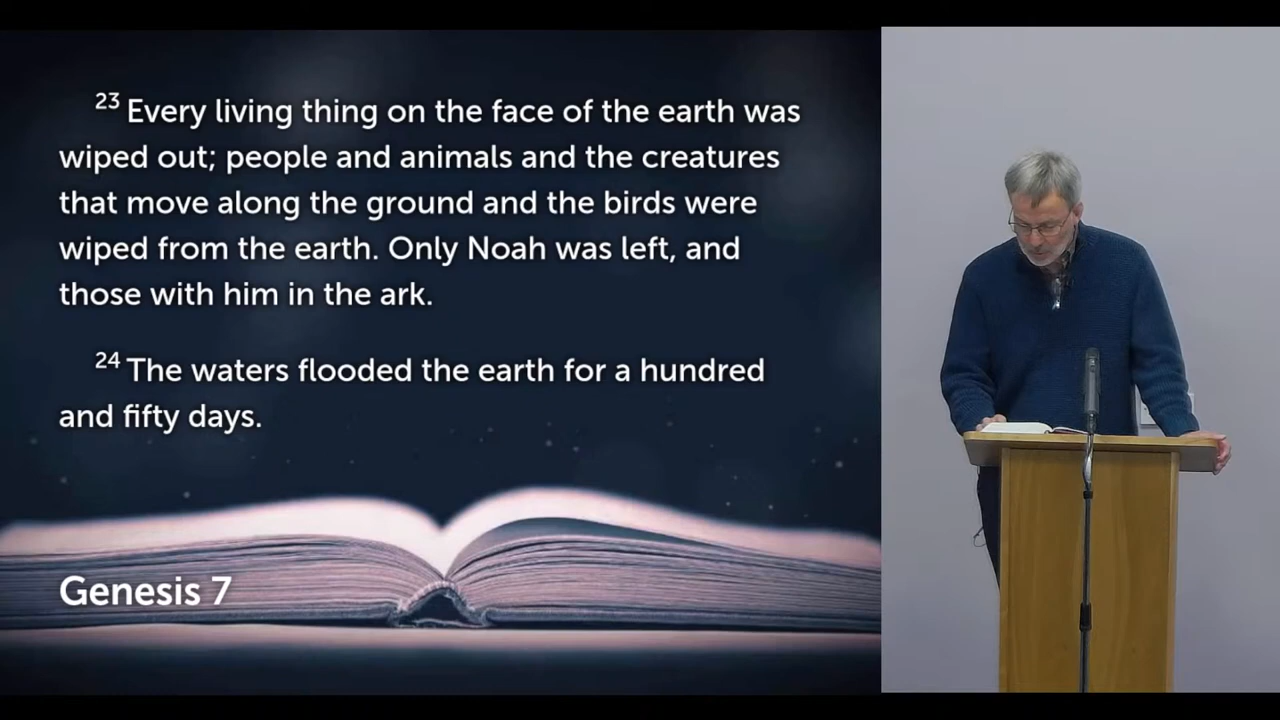 23 Every living thing on the face of the earth was
wiped out; people and animals and the creatures
that move along the ground and the birds were
wiped from the earth. Only Noah was left, and
those with him in the ark.
24 The waters flooded the earth for a hundred
and fifty days.
Genesis 7